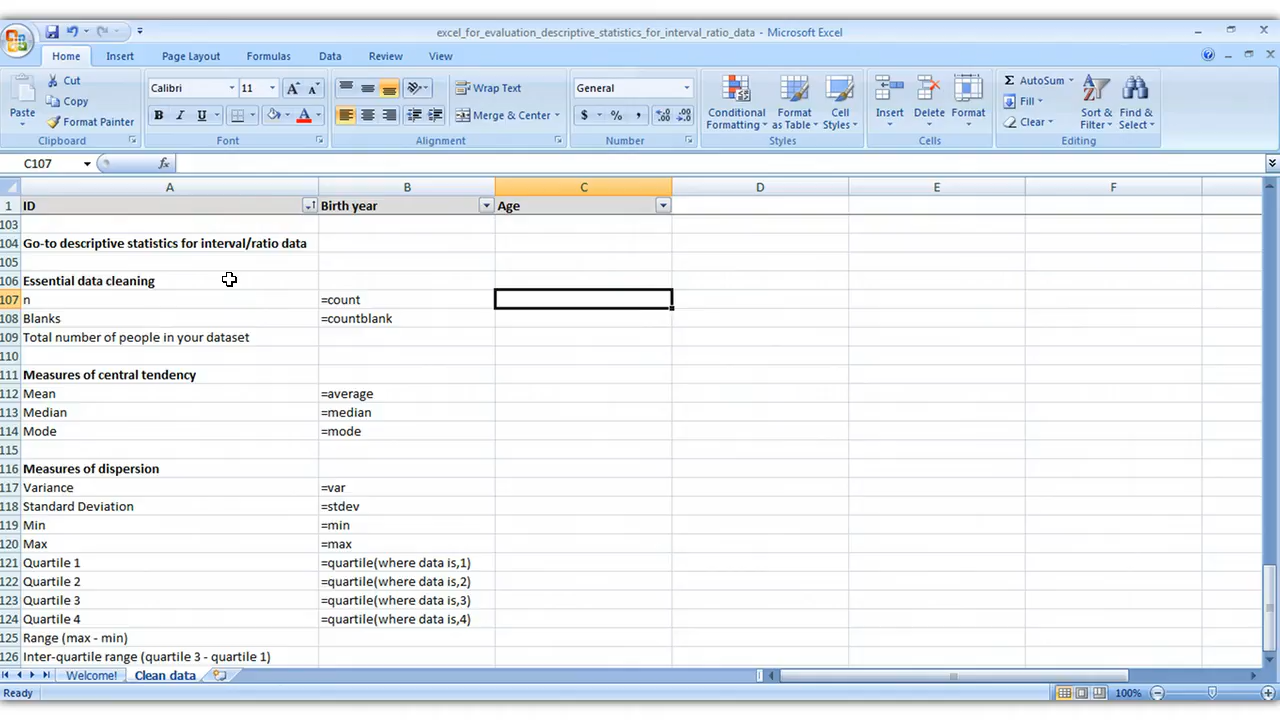 excel_for_evaluation_descriptive_statistics_for_interval_ratio_data - Microsoft Excel
Home Insert Page Layout Formulas Data Review View
Paste
Cut
Copy
Format Painter
Clipboard
Calibri 11
B I U
A A A
Font
Wrap Text
Merge & Center
Alignment
General
$ % ,
Number
Conditional Formatting
Format as Table
Cell Styles
Styles
Insert
Delete
Format
Cells
Σ AutoSum
Fill
Clear
Sort & Filter
Find & Select
Editing
C107 fx
A B C D E F
1 ID Birth year Age
103
104 Go-to descriptive statistics for interval/ratio data
105
106 Essential data cleaning
107 n =count
108 Blanks =countblank
109 Total number of people in your dataset
110
111 Measures of central tendency
112 Mean =average
113 Median =median
114 Mode =mode
115
116 Measures of dispersion
117 Variance =var
118 Standard Deviation =stdev
119 Min =min
120 Max =max
121 Quartile 1 =quartile(where data is,1)
122 Quartile 2 =quartile(where data is,2)
123 Quartile 3 =quartile(where data is,3)
124 Quartile 4 =quartile(where data is,4)
125 Range (max - min)
126 Inter-quartile range (quartile 3 - quartile 1)
Welcome! Clean data
Ready 100%